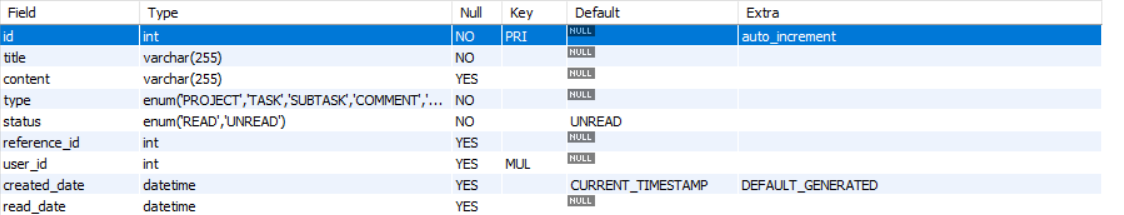 Field Type Null Key Default Extra
id int NO PRI NULL auto_increment
title varchar(255) NO NULL
content varchar(255) YES NULL
type enum('PROJECT','TASK','SUBTASK','COMMENT','... NO NULL
status enum('READ','UNREAD') NO UNREAD
reference_id int YES NULL
user_id int YES MUL NULL
created_date datetime YES CURRENT_TIMESTAMP DEFAULT_GENERATED
read_date datetime YES NULL